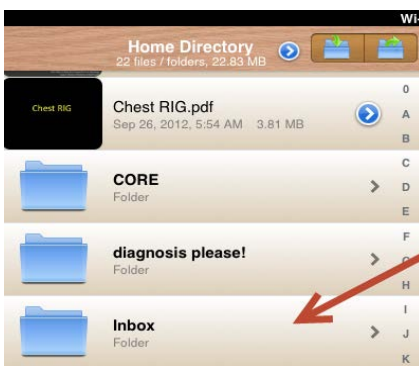 Wi-
Home Directory
22 files / folders, 22.83 MB
Chest RIG
Chest RIG.pdf
Sep 26, 2012, 5:54 AM 3.81 MB
CORE
Folder
diagnosis please!
Folder
Inbox
Folder
0
A
B
C
D
E
F
H
I
J
K